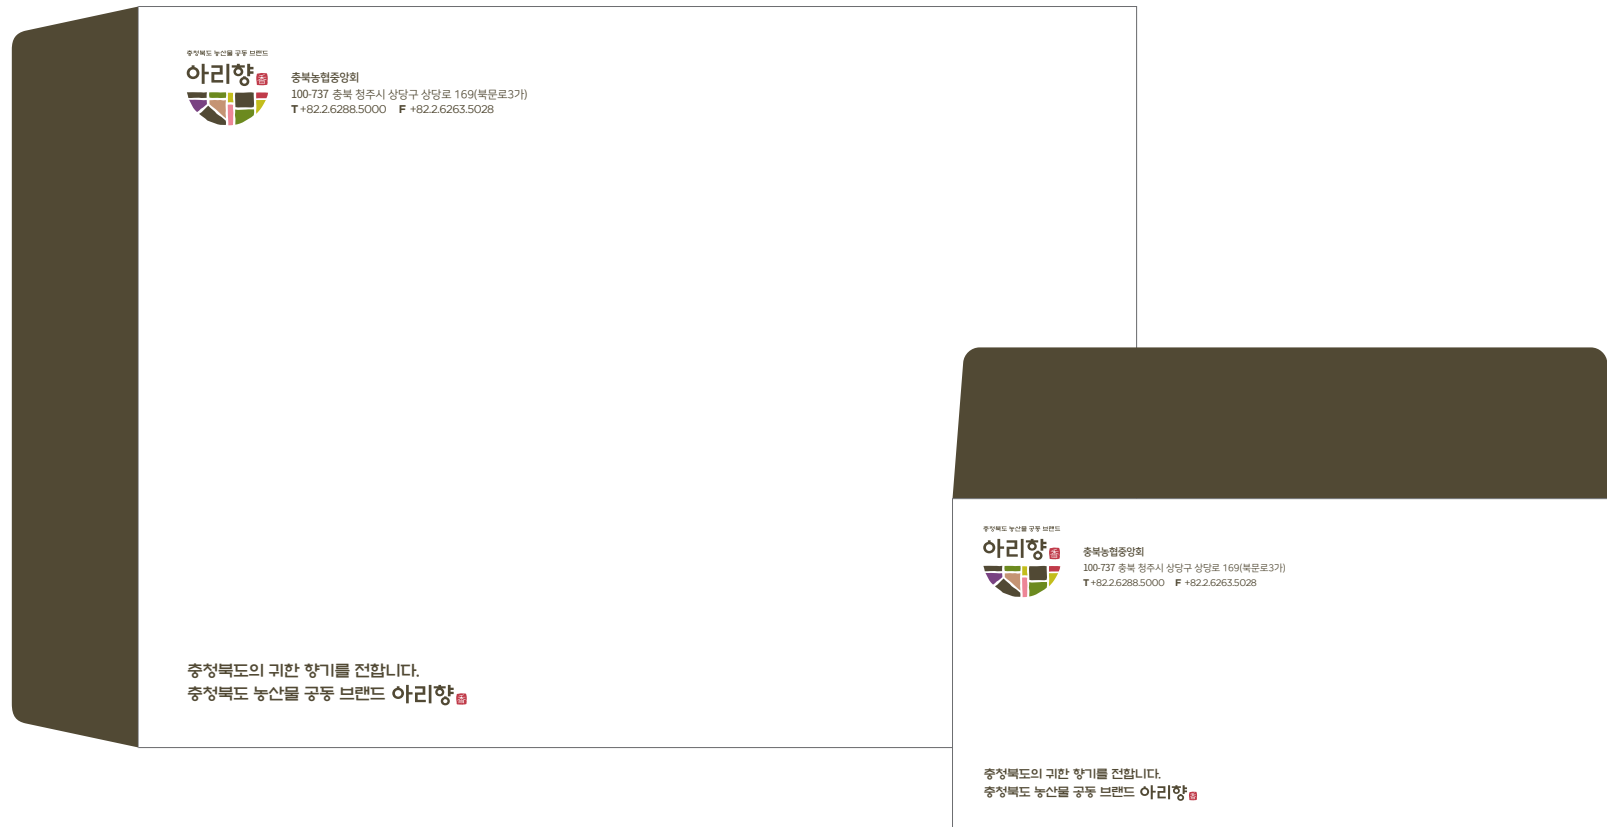 충청북도 농산물 공동 브랜드
아리향 香
충북농협중앙회
100-737 충북 청주시 상당구 상당로 169(북문로3가)
T +82.2.6288.5000 F +82.2.6263.5028
충청북도의 귀한 향기를 전합니다.
충청북도 농산물 공동 브랜드 아리향 香
충청북도 농산물 공동 브랜드
아리향 香
충북농협중앙회
100-737 충북 청주시 상당구 상당로 169(북문로3가)
T +82.2.6288.5000 F +82.2.6263.5028
충청북도의 귀한 향기를 전합니다.
충청북도 농산물 공동 브랜드 아리향 香